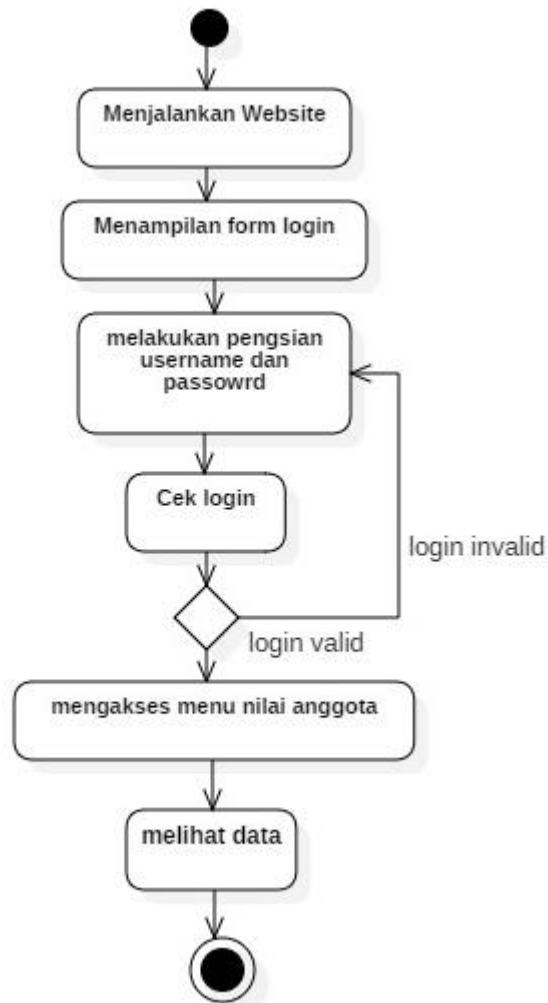 Menjalankan Website
Menampilan form login
melakukan pengsian
username dan
passowrd
Cek login
login invalid
login valid
mengakses menu nilai anggota
melihat data